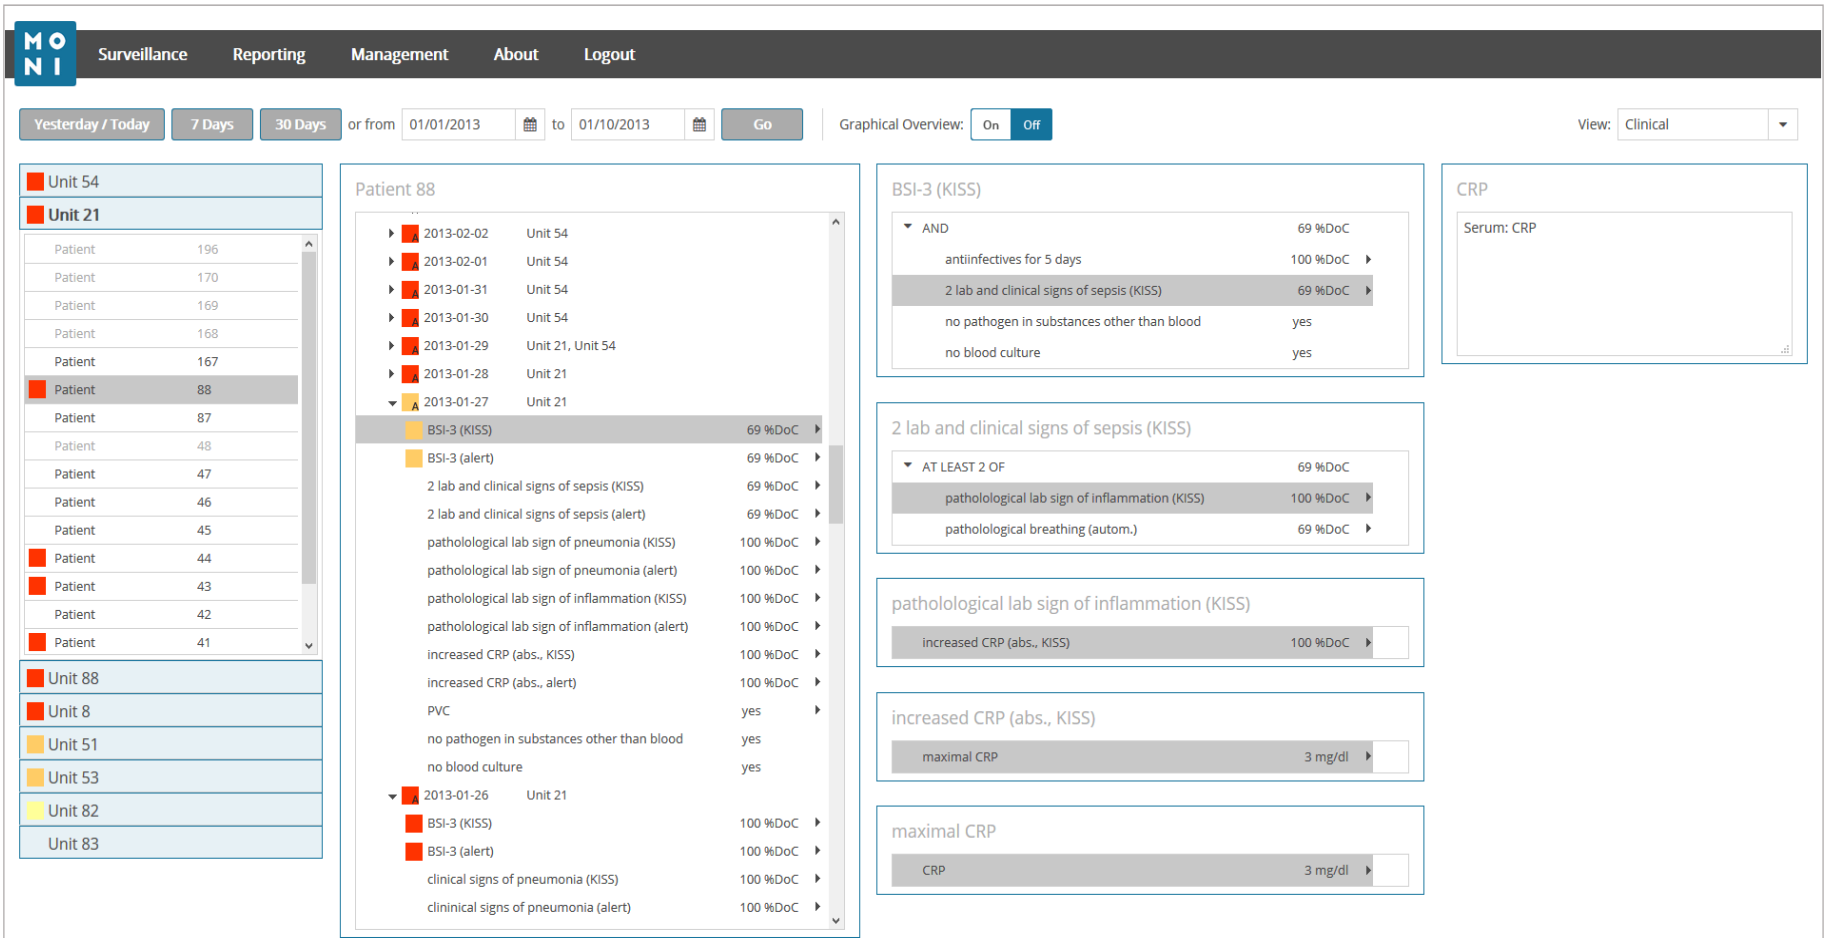 MO
NI
Surveillance Reporting Management About Logout
Yesterday / Today 7 Days 30 Days or from 01/01/2013 to 01/10/2013 Go Graphical Overview: On Off View: Clinical
Unit 54
Unit 21
Patient 196
Patient 170
Patient 169
Patient 168
Patient 167
Patient 88
Patient 87
Patient 48
Patient 47
Patient 46
Patient 45
Patient 44
Patient 43
Patient 42
Patient 41
Unit 88
Unit 8
Unit 51
Unit 53
Unit 82
Unit 83
Patient 88
A 2013-02-02 Unit 54
A 2013-02-01 Unit 54
A 2013-01-31 Unit 54
A 2013-01-30 Unit 54
A 2013-01-29 Unit 21, Unit 54
A 2013-01-28 Unit 21
A 2013-01-27 Unit 21
BSI-3 (KISS) 69 %DoC
BSI-3 (alert) 69 %DoC
2 lab and clinical signs of sepsis (KISS) 69 %DoC
2 lab and clinical signs of sepsis (alert) 69 %DoC
patholological lab sign of pneumonia (KISS) 100 %DoC
patholological lab sign of pneumonia (alert) 100 %DoC
patholological lab sign of inflammation (KISS) 100 %DoC
patholological lab sign of inflammation (alert) 100 %DoC
increased CRP (abs., KISS) 100 %DoC
increased CRP (abs., alert) 100 %DoC
PVC yes
no pathogen in substances other than blood yes
no blood culture yes
A 2013-01-26 Unit 21
BSI-3 (KISS) 100 %DoC
BSI-3 (alert) 100 %DoC
clinical signs of pneumonia (KISS) 100 %DoC
clininical signs of pneumonia (alert) 100 %DoC
BSI-3 (KISS)
AND 69 %DoC
antiinfectives for 5 days 100 %DoC
2 lab and clinical signs of sepsis (KISS) 69 %DoC
no pathogen in substances other than blood yes
no blood culture yes
2 lab and clinical signs of sepsis (KISS)
AT LEAST 2 OF 69 %DoC
patholological lab sign of inflammation (KISS) 100 %DoC
patholological breathing (autom.) 69 %DoC
patholological lab sign of inflammation (KISS)
increased CRP (abs., KISS) 100 %DoC
increased CRP (abs., KISS)
maximal CRP 3 mg/dl
maximal CRP
CRP 3 mg/dl
CRP
Serum: CRP